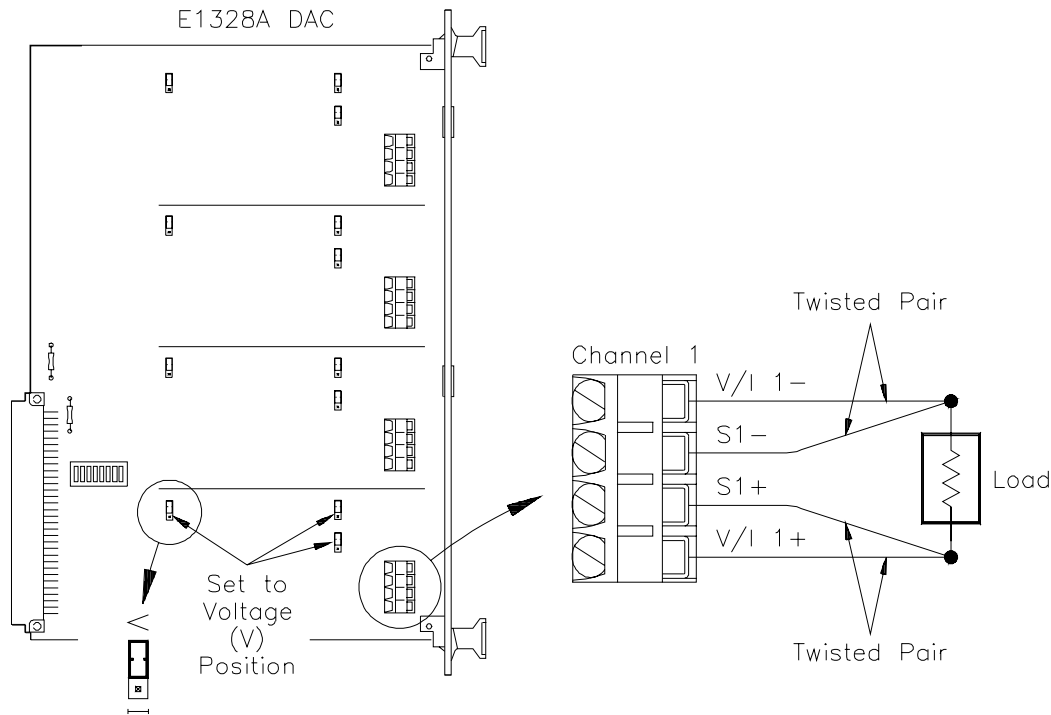 E1328A DAC
Twisted Pair
Channel 1
V/I 1-
S1-
S1+
V/I 1+
Load
Set to
Voltage
(V)
Position
V
I
Twisted Pair